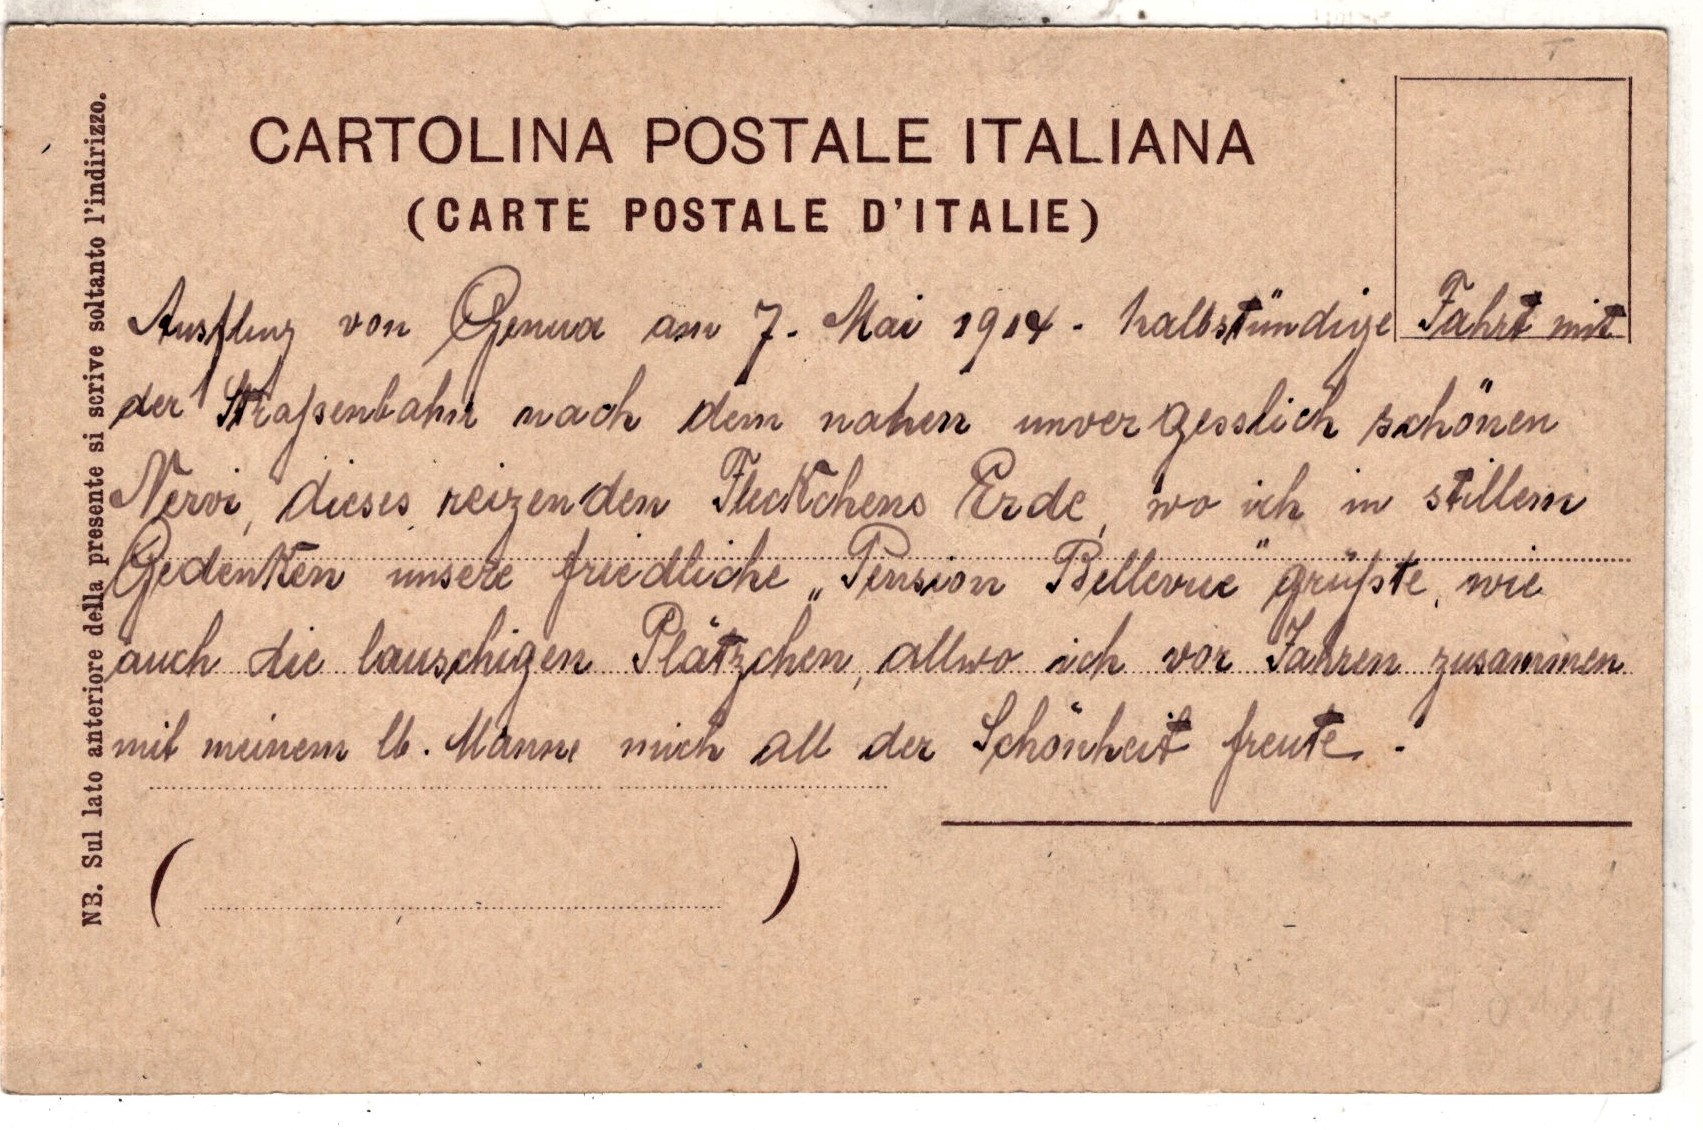 CARTOLINA POSTALE ITALIANA
(CARTE POSTALE D'ITALIE)
NB. Sul lato anteriore della presente si scrive soltanto l'indirizzo.
Ausflug von Genua am 7. Mai 1914 - halbstündige Fahrt mit
der Straßenbahn nach dem nahen unvergesslich schönen
Nervi, dieses reizenden Fleckchens Erde, wo ich in stillem
Gedenken unsere friedliche „Pension Bellevue" grüßte, wie
auch die lauschigen Plätzchen, allwo ich vor Jahren zusammen
mit meinem lb. Manne mich all der Schönheit freute. -